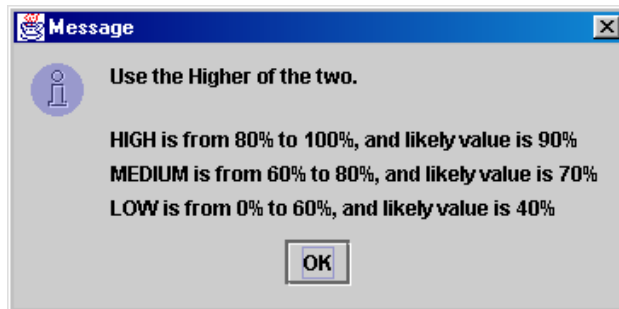 Message
Use the Higher of the two.
HIGH is from 80% to 100%, and likely value is 90%
MEDIUM is from 60% to 80%, and likely value is 70%
LOW is from 0% to 60%, and likely value is 40%
OK